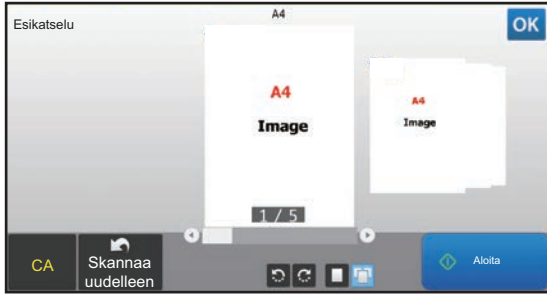 A4
Esikatselu
OK
A4
Image
A4
Image
1 / 5
CA
Skannaa
uudelleen
Aloita